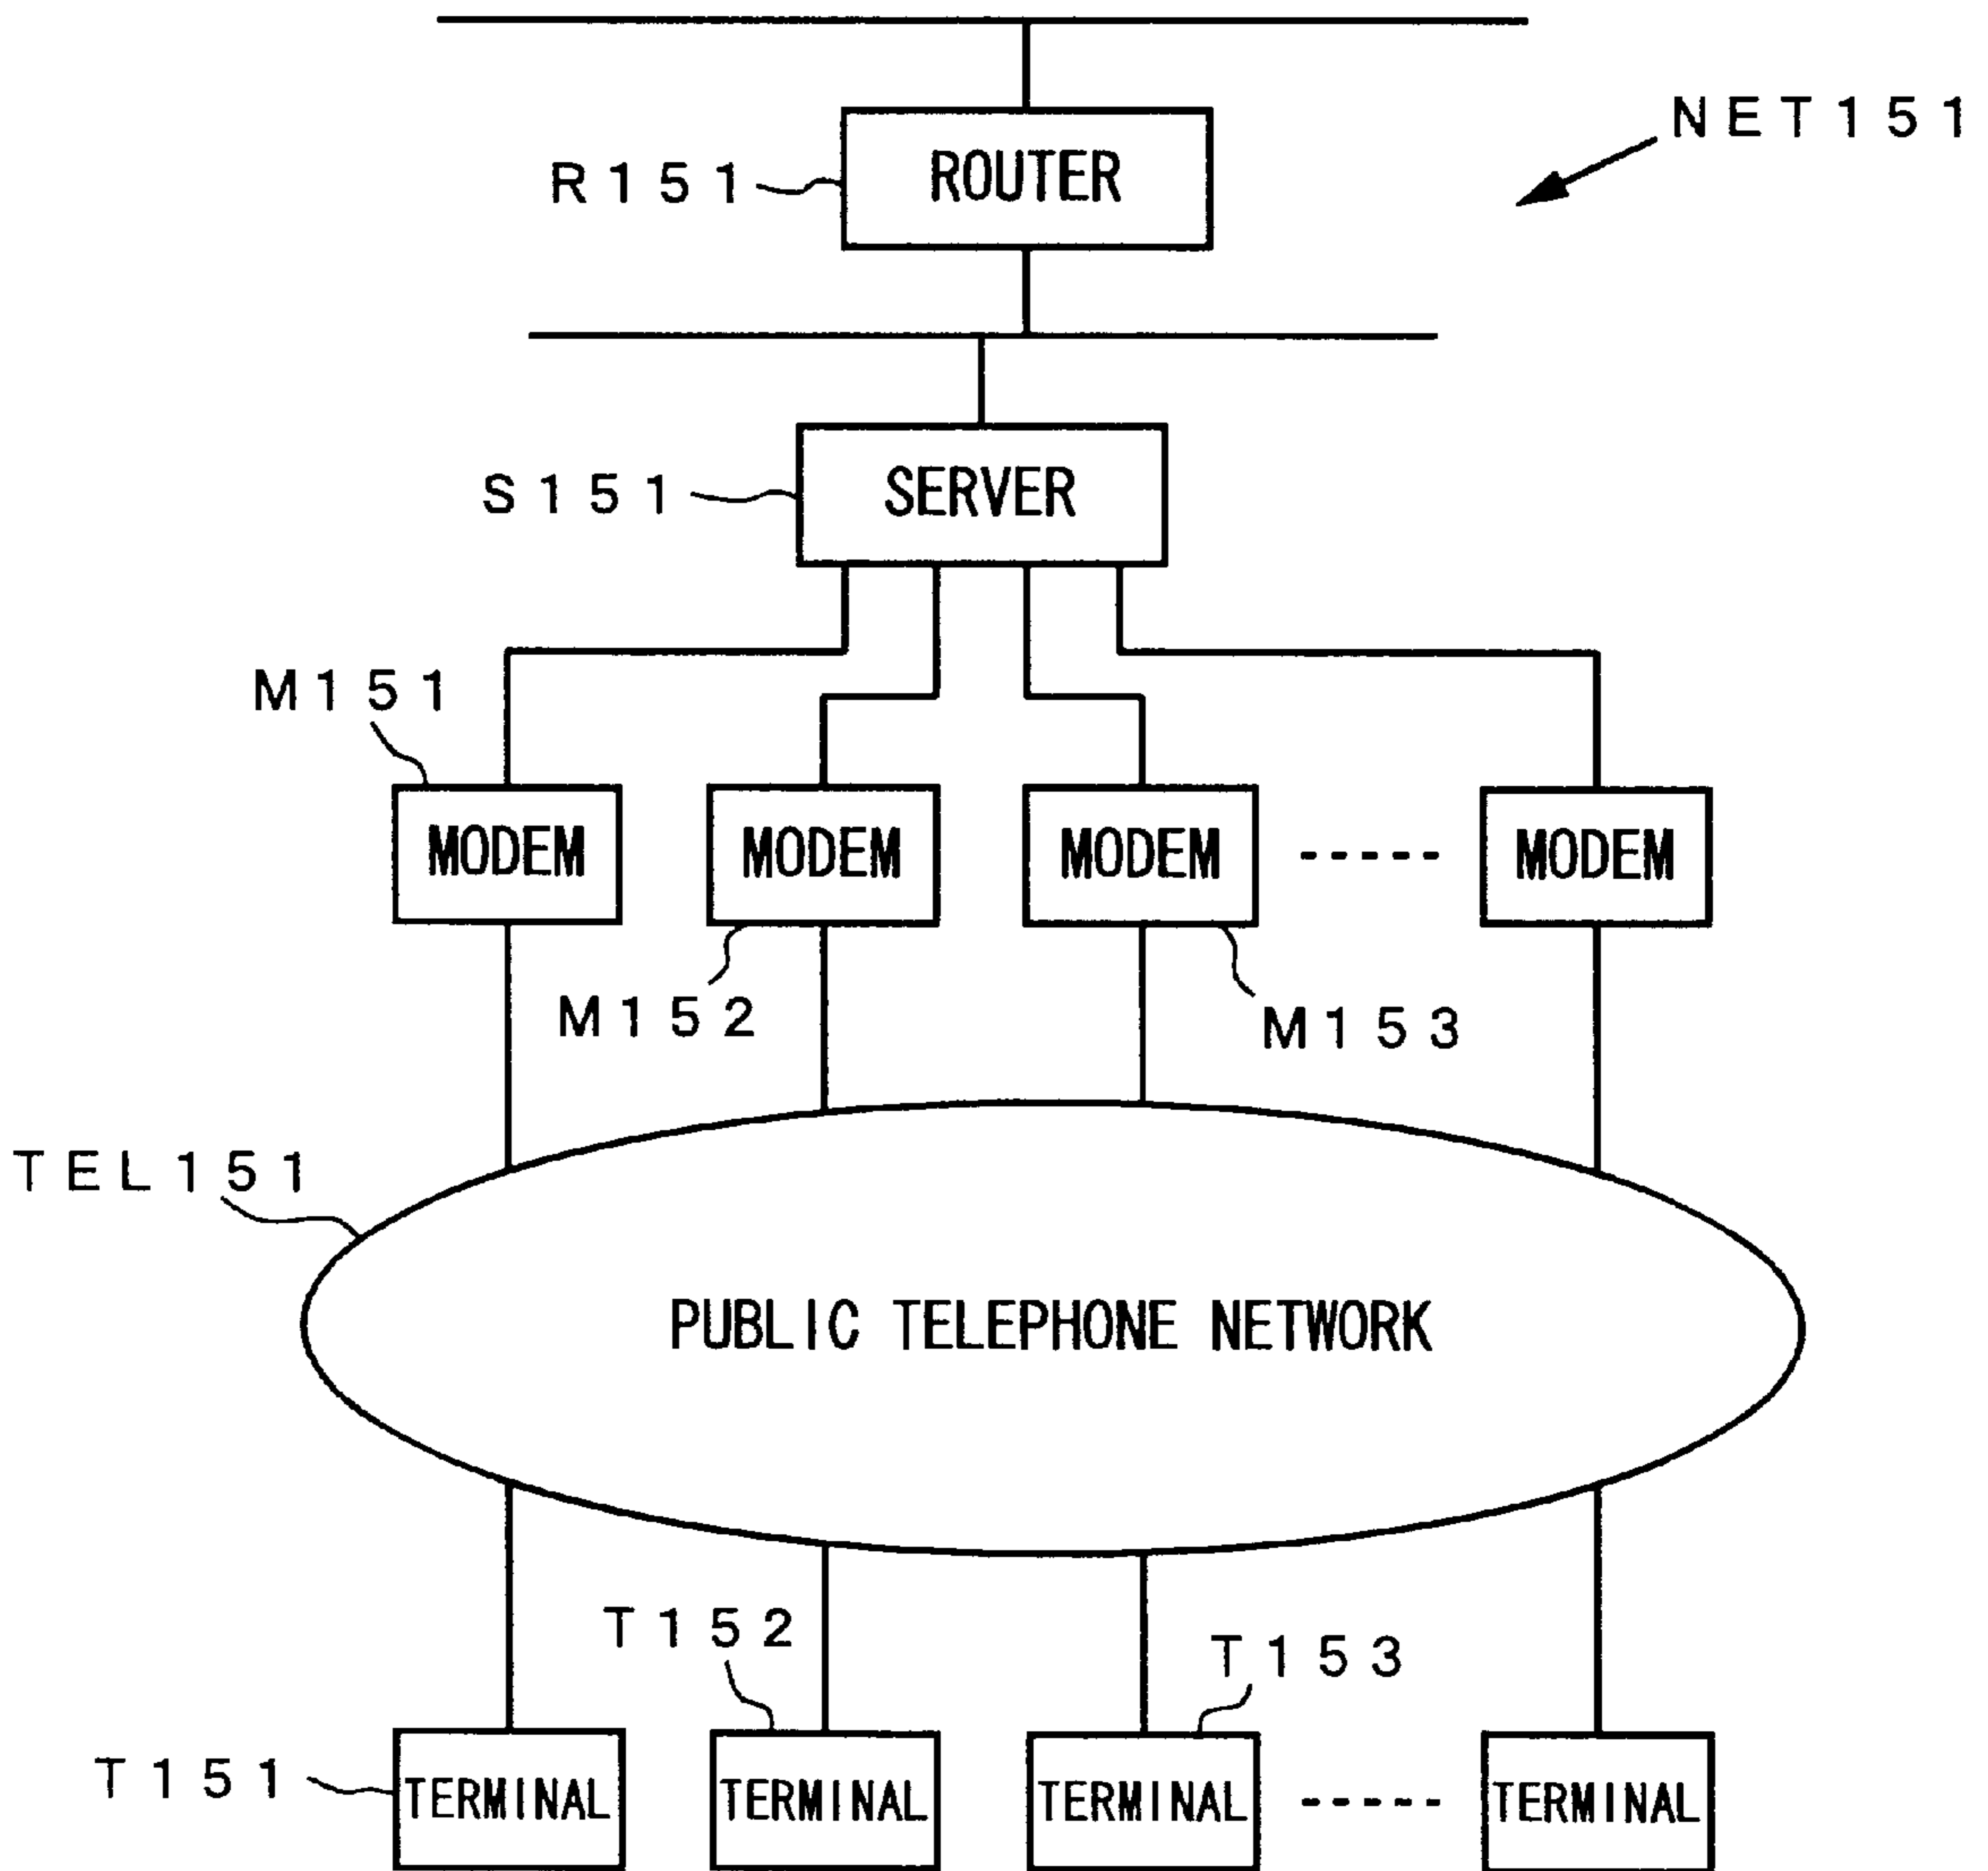 NET151
R151
ROUTER
S151
SERVER
M151
MODEM
MODEM
MODEM
MODEM
M152
M153
TEL151
PUBLIC TELEPHONE NETWORK
T152
T153
T151
TERMINAL
TERMINAL
TERMINAL
TERMINAL